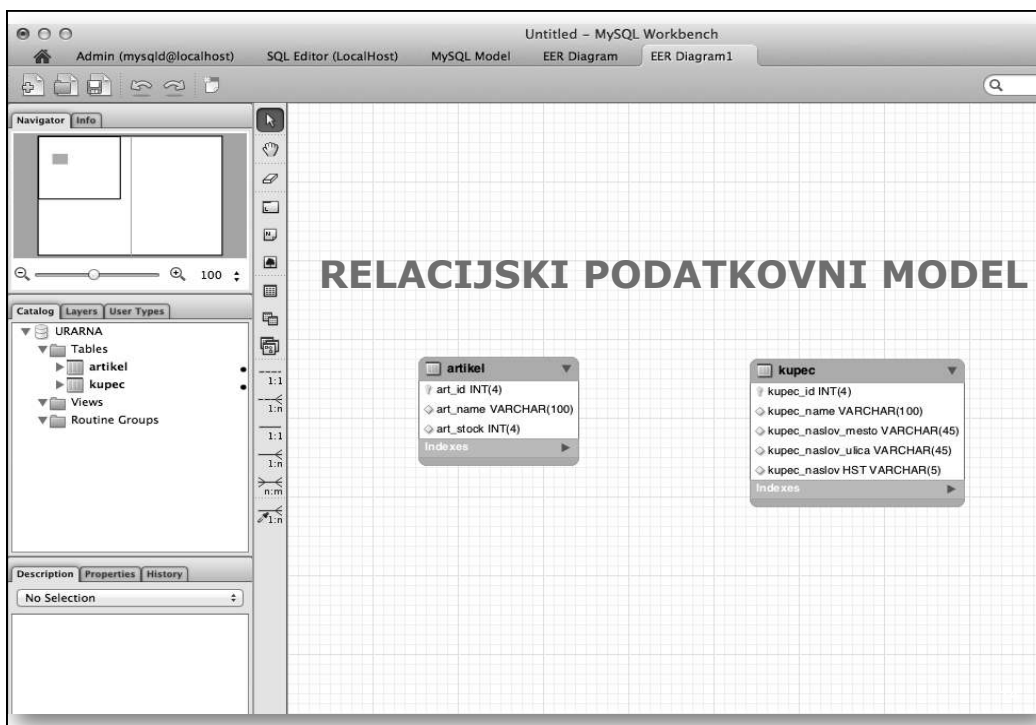 Untitled – MySQL Workbench
Admin (mysqld@localhost) SQL Editor (LocalHost) MySQL Model EER Diagram EER Diagram1
Navigator Info
100
Catalog Layers User Types
URARNA
Tables
artikel
kupec
Views
Routine Groups
Description Properties History
No Selection
1:1
1:n
1:1
1:n
n:m
1:n
RELACIJSKI PODATKOVNI MODEL
artikel
art_id INT(4)
art_name VARCHAR(100)
art_stock INT(4)
Indexes
kupec
kupec_id INT(4)
kupec_name VARCHAR(100)
kupec_naslov_mesto VARCHAR(45)
kupec_naslov_ulica VARCHAR(45)
kupec_naslov HST VARCHAR(5)
Indexes